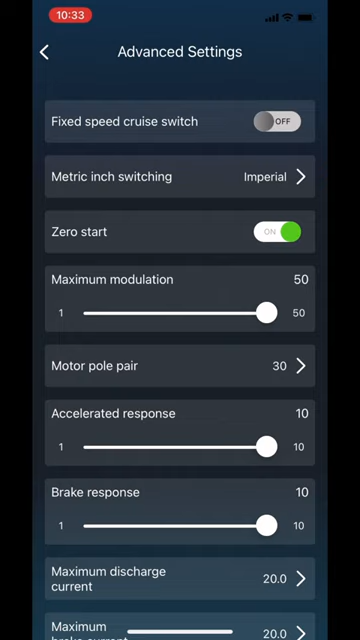 10:33
Advanced Settings
Fixed speed cruise switch OFF
Metric inch switching Imperial
Zero start ON
Maximum modulation 50
1 50
Motor pole pair 30
Accelerated response 10
1 10
Brake response 10
1 10
Maximum discharge
current 20.0
Maximum
brake current 20.0